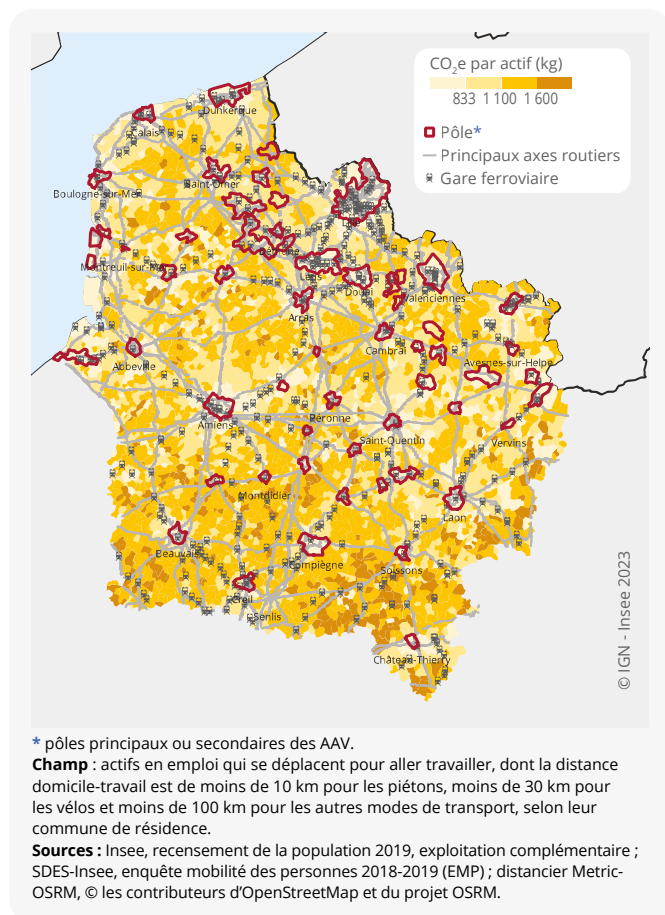 CO₂e par actif (kg)
833 1 100 1 600
Pôle*
Principaux axes routiers
Gare ferroviaire
Dunkerque
Calais
Saint-Omer
Boulogne-sur-Mer
Lille
Béthune
Montreuil-sur-Mer
Lens
Douai
Valenciennes
Arras
Cambrai
Avesnes-sur-Helpe
Abbeville
Amiens
Péronne
Saint-Quentin
Vervins
Montdidier
Laon
Beauvais
Compiègne
Soissons
Creil
Senlis
Château-Thierry
© IGN - Insee 2023
* pôles principaux ou secondaires des AAV.
Champ : actifs en emploi qui se déplacent pour aller travailler, dont la distance
domicile-travail est de moins de 10 km pour les piétons, moins de 30 km pour
les vélos et moins de 100 km pour les autres modes de transport, selon leur
commune de résidence.
Sources : Insee, recensement de la population 2019, exploitation complémentaire ;
SDES-Insee, enquête mobilité des personnes 2018-2019 (EMP) ; distancier Metric-
OSRM, © les contributeurs d’OpenStreetMap et du projet OSRM.